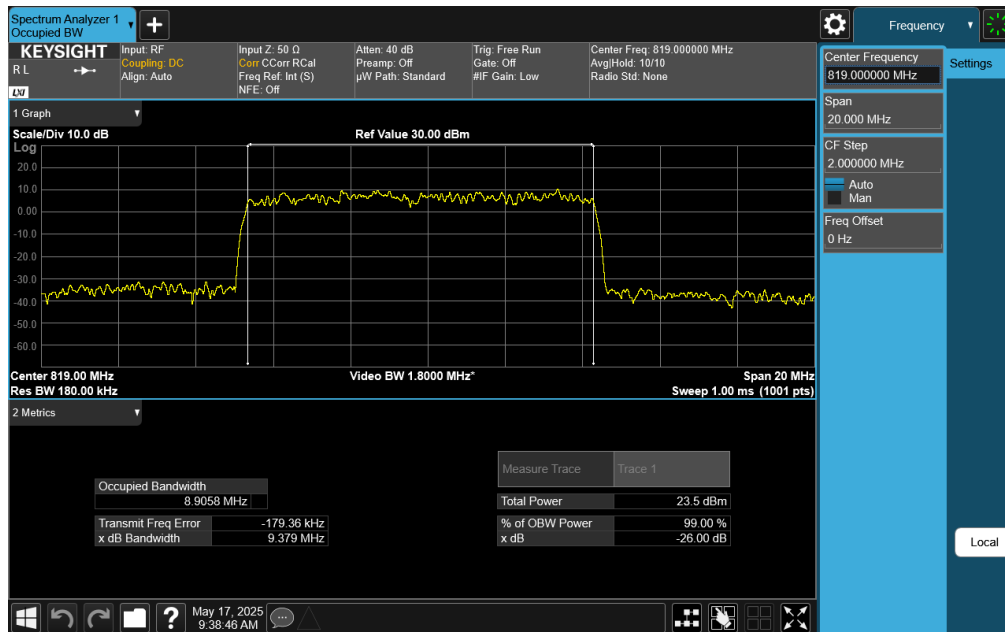 Spectrum Analyzer 1
Occupied BW
Frequency
KEYSIGHT
R L
LXI
Input: RF
Coupling: DC
Align: Auto
Input Z: 50 Ω
Corr CCorr RCal
Freq Ref: Int (S)
NFE: Off
Atten: 40 dB
Preamp: Off
µW Path: Standard
Trig: Free Run
Gate: Off
#IF Gain: Low
Center Freq: 819.000000 MHz
Avg|Hold: 10/10
Radio Std: None
Center Frequency
819.000000 MHz
Settings
Span
20.000 MHz
CF Step
2.000000 MHz
Auto
Man
Freq Offset
0 Hz
1 Graph
Scale/Div 10.0 dB
Ref Value 30.00 dBm
Log
20.0
10.0
0.00
-10.0
-20.0
-30.0
-40.0
-50.0
-60.0
Center 819.00 MHz
Video BW 1.8000 MHz*
Span 20 MHz
Res BW 180.00 kHz
Sweep 1.00 ms (1001 pts)
2 Metrics
Measure Trace
Trace 1
Occupied Bandwidth
8.9058 MHz
Total Power
23.5 dBm
Transmit Freq Error
-179.36 kHz
% of OBW Power
99.00 %
x dB Bandwidth
9.379 MHz
x dB
-26.00 dB
Local
?
May 17, 2025
9:38:46 AM